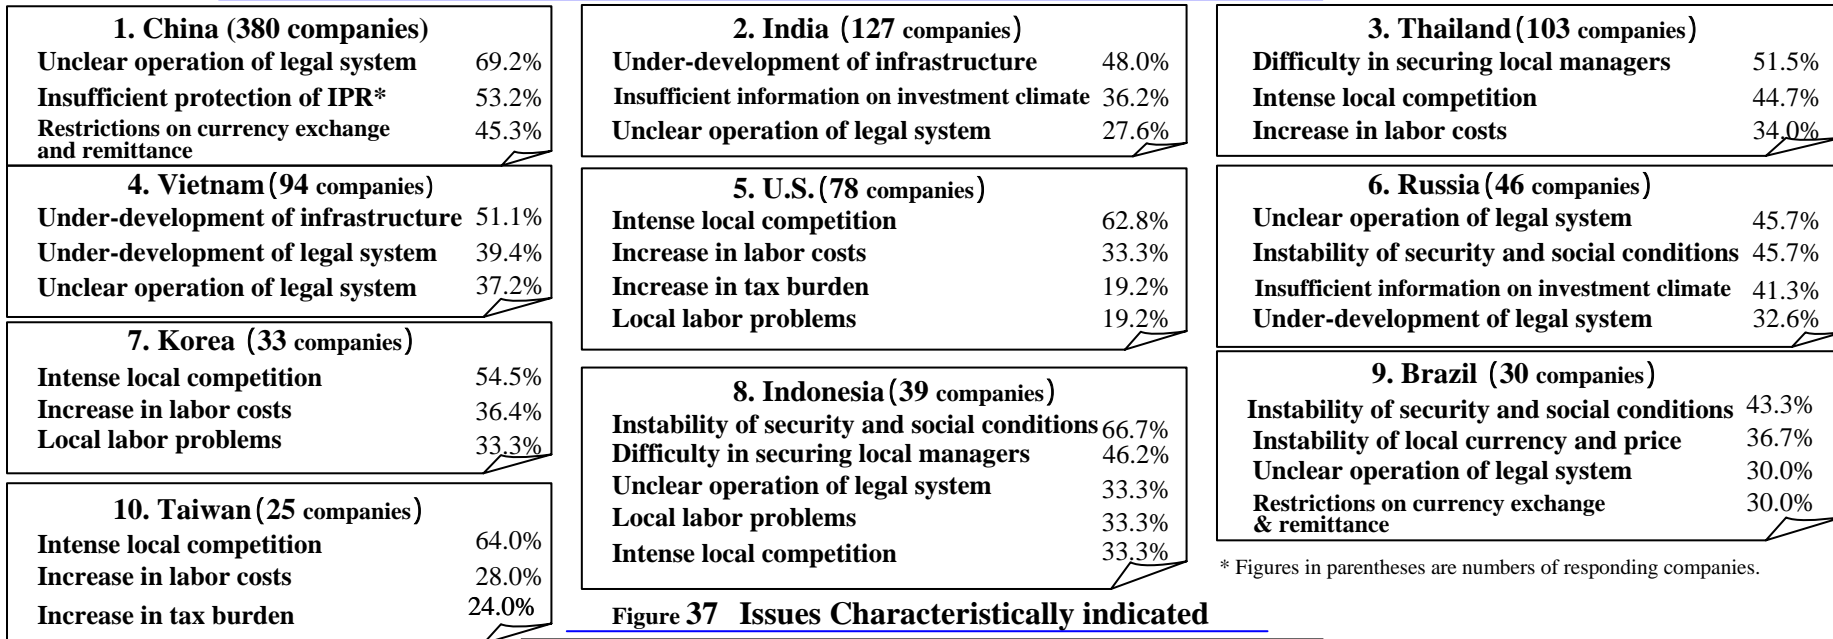 1. China (380 companies)
Unclear operation of legal system 69.2%
Insufficient protection of IPR* 53.2%
Restrictions on currency exchange 45.3%
and remittance
2. India (127 companies)
Under-development of infrastructure 48.0%
Insufficient information on investment climate 36.2%
Unclear operation of legal system 27.6%
3. Thailand (103 companies)
Difficulty in securing local managers 51.5%
Intense local competition 44.7%
Increase in labor costs 34.0%
4. Vietnam (94 companies)
Under-development of infrastructure 51.1%
Under-development of legal system 39.4%
Unclear operation of legal system 37.2%
5. U.S. (78 companies)
Intense local competition 62.8%
Increase in labor costs 33.3%
Increase in tax burden 19.2%
Local labor problems 19.2%
6. Russia (46 companies)
Unclear operation of legal system 45.7%
Instability of security and social conditions 45.7%
Insufficient information on investment climate 41.3%
Under-development of legal system 32.6%
7. Korea (33 companies)
Intense local competition 54.5%
Increase in labor costs 36.4%
Local labor problems 33.3%
8. Indonesia (39 companies)
Instability of security and social conditions 66.7%
Difficulty in securing local managers 46.2%
Unclear operation of legal system 33.3%
Local labor problems 33.3%
Intense local competition 33.3%
9. Brazil (30 companies)
Instability of security and social conditions 43.3%
Instability of local currency and price 36.7%
Unclear operation of legal system 30.0%
Restrictions on currency exchange 30.0%
& remittance
10. Taiwan (25 companies)
Intense local competition 64.0%
Increase in labor costs 28.0%
Increase in tax burden 24.0%
* Figures in parentheses are numbers of responding companies.
Figure 37 Issues Characteristically indicated